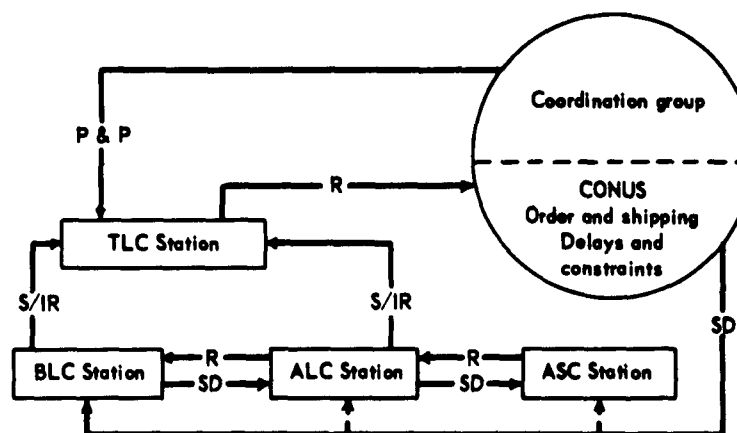 Coordination group
P & P
R
CONUS
Order and shipping
Delays and
constraints
TLC Station
S/IR
S/IR
SD
BLC Station
R
SD
ALC Station
R
SD
ASC Station